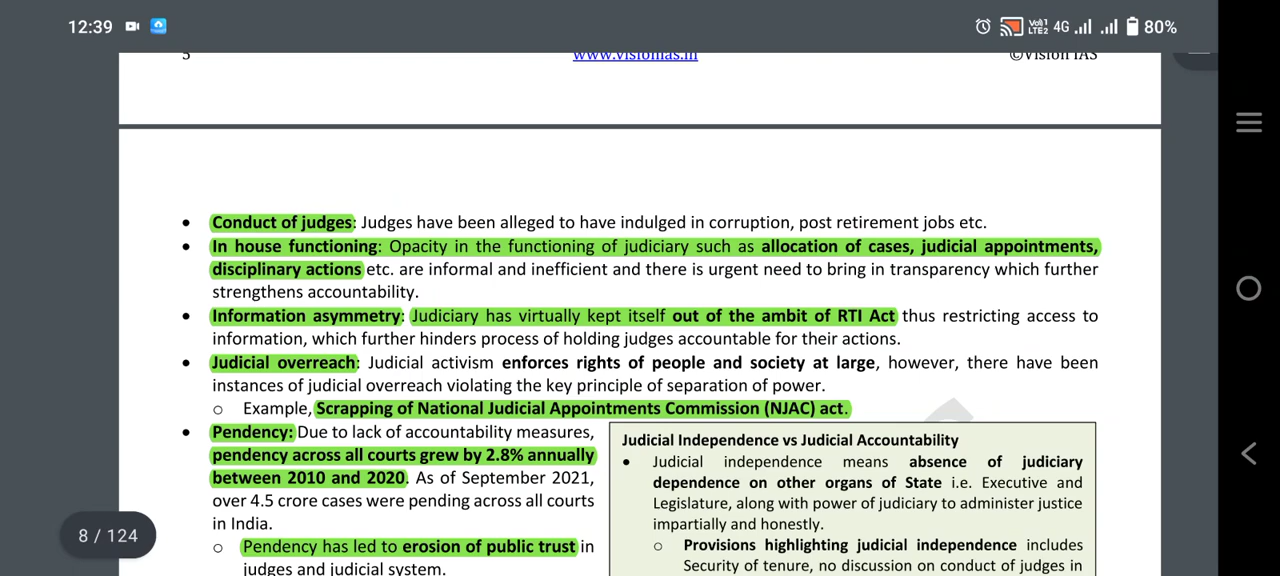 12:39
VoI) 1 LTE2 4G 80%
5 www.visionias.in ©Vision IAS
• Conduct of judges: Judges have been alleged to have indulged in corruption, post retirement jobs etc.
• In house functioning: Opacity in the functioning of judiciary such as allocation of cases, judicial appointments,
disciplinary actions etc. are informal and inefficient and there is urgent need to bring in transparency which further
strengthens accountability.
• Information asymmetry: Judiciary has virtually kept itself out of the ambit of RTI Act thus restricting access to
information, which further hinders process of holding judges accountable for their actions.
• Judicial overreach: Judicial activism enforces rights of people and society at large, however, there have been
instances of judicial overreach violating the key principle of separation of power.
o Example, Scrapping of National Judicial Appointments Commission (NJAC) act.
• Pendency: Due to lack of accountability measures,
pendency across all courts grew by 2.8% annually
between 2010 and 2020. As of September 2021,
over 4.5 crore cases were pending across all courts
in India.
o Pendency has led to erosion of public trust in
judges and judicial system.
Judicial Independence vs Judicial Accountability
• Judicial independence means absence of judiciary
dependence on other organs of State i.e. Executive and
Legislature, along with power of judiciary to administer justice
impartially and honestly.
o Provisions highlighting judicial independence includes
Security of tenure, no discussion on conduct of judges in
8 / 124